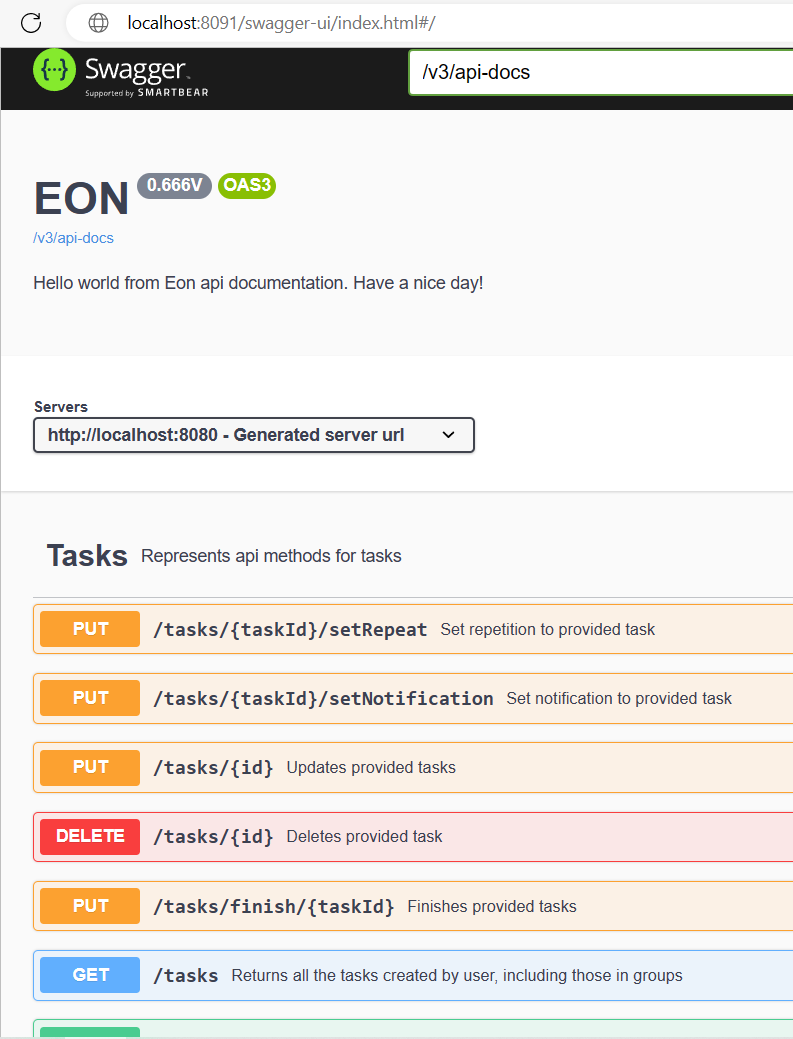 localhost:8091/swagger-ui/index.html#/
{···} Swagger™
Supported by SMARTBEAR
/v3/api-docs
EON 0.666V OAS3
/v3/api-docs
Hello world from Eon api documentation. Have a nice day!
Servers
http://localhost:8080 - Generated server url
Tasks Represents api methods for tasks
PUT /tasks/{taskId}/setRepeat Set repetition to provided task
PUT /tasks/{taskId}/setNotification Set notification to provided task
PUT /tasks/{id} Updates provided tasks
DELETE /tasks/{id} Deletes provided task
PUT /tasks/finish/{taskId} Finishes provided tasks
GET /tasks Returns all the tasks created by user, including those in groups